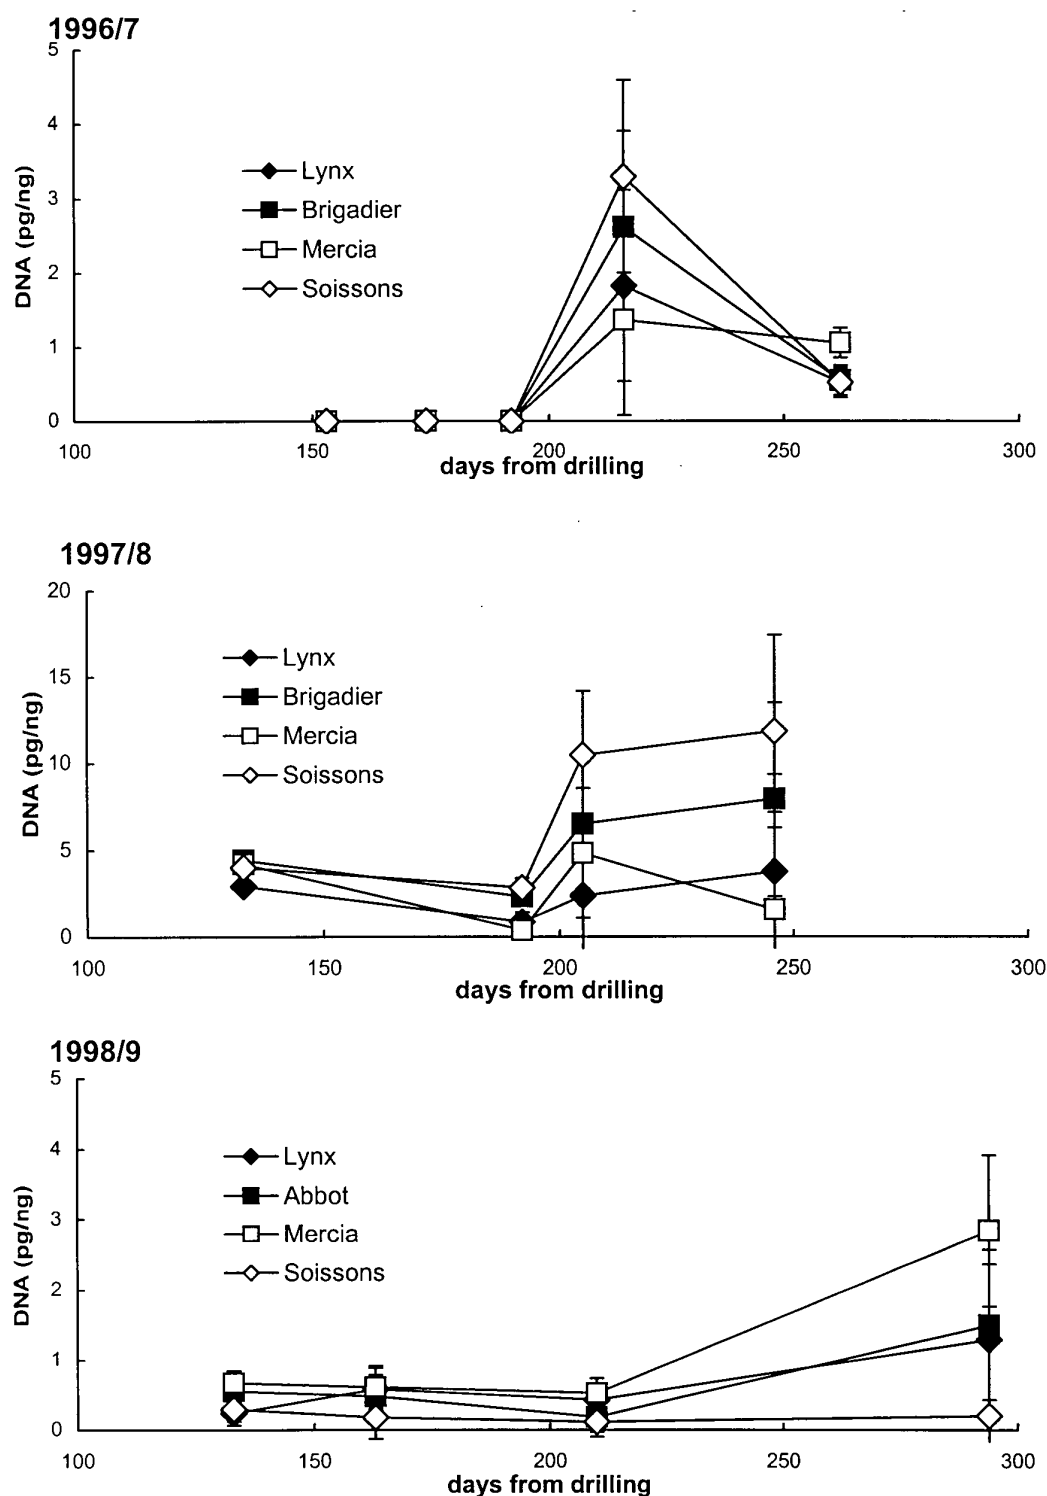 1996/7
5
4
3
2
1
0
DNA (pg/ng)
Lynx
Brigadier
Mercia
Soissons
100 150 200 250 300
days from drilling
1997/8
20
15
10
5
0
DNA (pg/ng)
Lynx
Brigadier
Mercia
Soissons
100 150 200 250 300
days from drilling
1998/9
5
4
3
2
1
0
DNA (pg/ng)
Lynx
Abbot
Mercia
Soissons
100 150 200 250 300
days from drilling